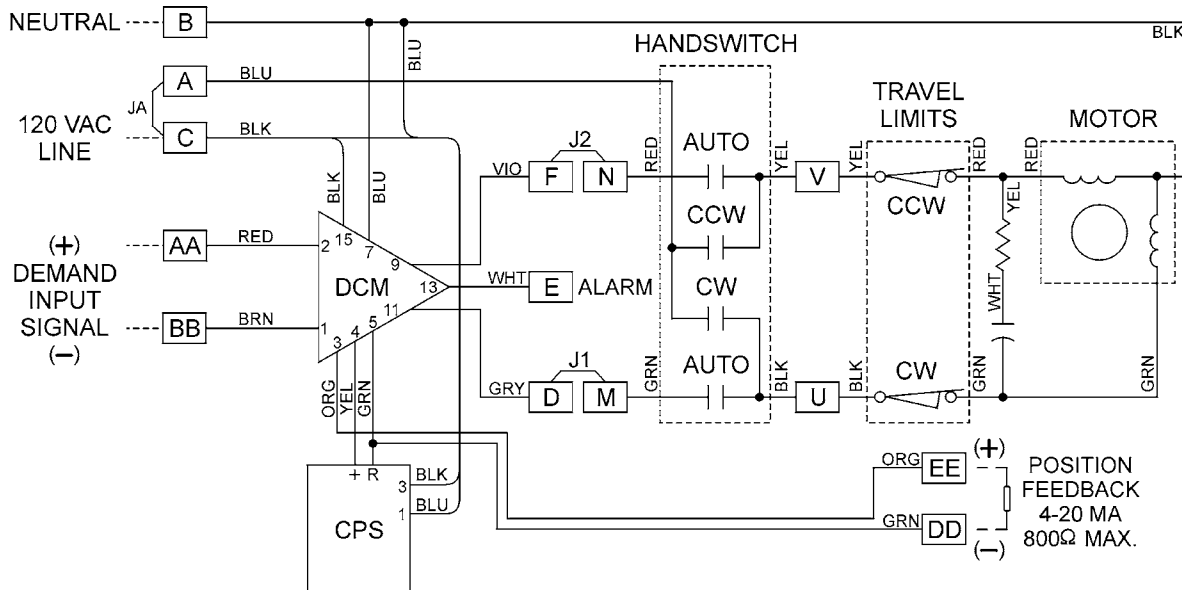 NEUTRAL
B
BLK
BLU
HANDSWITCH
A
BLU
JA
TRAVEL
LIMITS
MOTOR
120 VAC
LINE
C
BLK
J2
AUTO
VIO
F
N
RED
YEL
V
YEL
RED
RED
BLK
BLU
CCW
CCW
YEL
(+)
DEMAND
INPUT
SIGNAL
(−)
AA
RED
2
15
7
9
DCM
13
WHT
E
ALARM
CW
11
WHT
BB
BRN
1
3
4
5
J1
AUTO
CW
GRY
D
M
GRN
BLK
U
BLK
GRN
GRN
ORG
YEL
GRN
+
R
3
BLK
1
BLU
CPS
ORG
EE
(+)
GRN
DD
(−)
POSITION
FEEDBACK
4-20 MA
800Ω MAX.